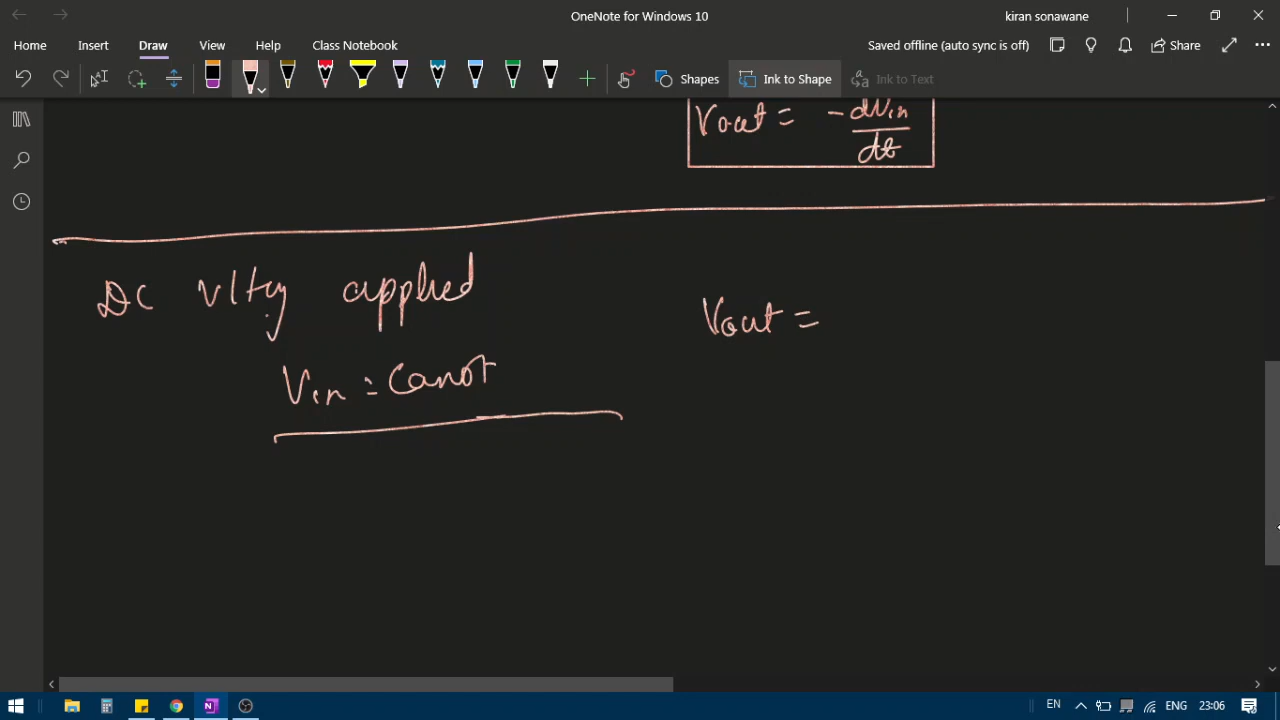 OneNote for Windows 10
kiran sonawane
Home Insert Draw View Help Class Notebook
Saved offline (auto sync is off)
Share
Shapes
Ink to Shape
Ink to Text
Vout = - dVin
dt
DC vltg applied
Vin = Canot
Vout =
EN
ENG
23:06